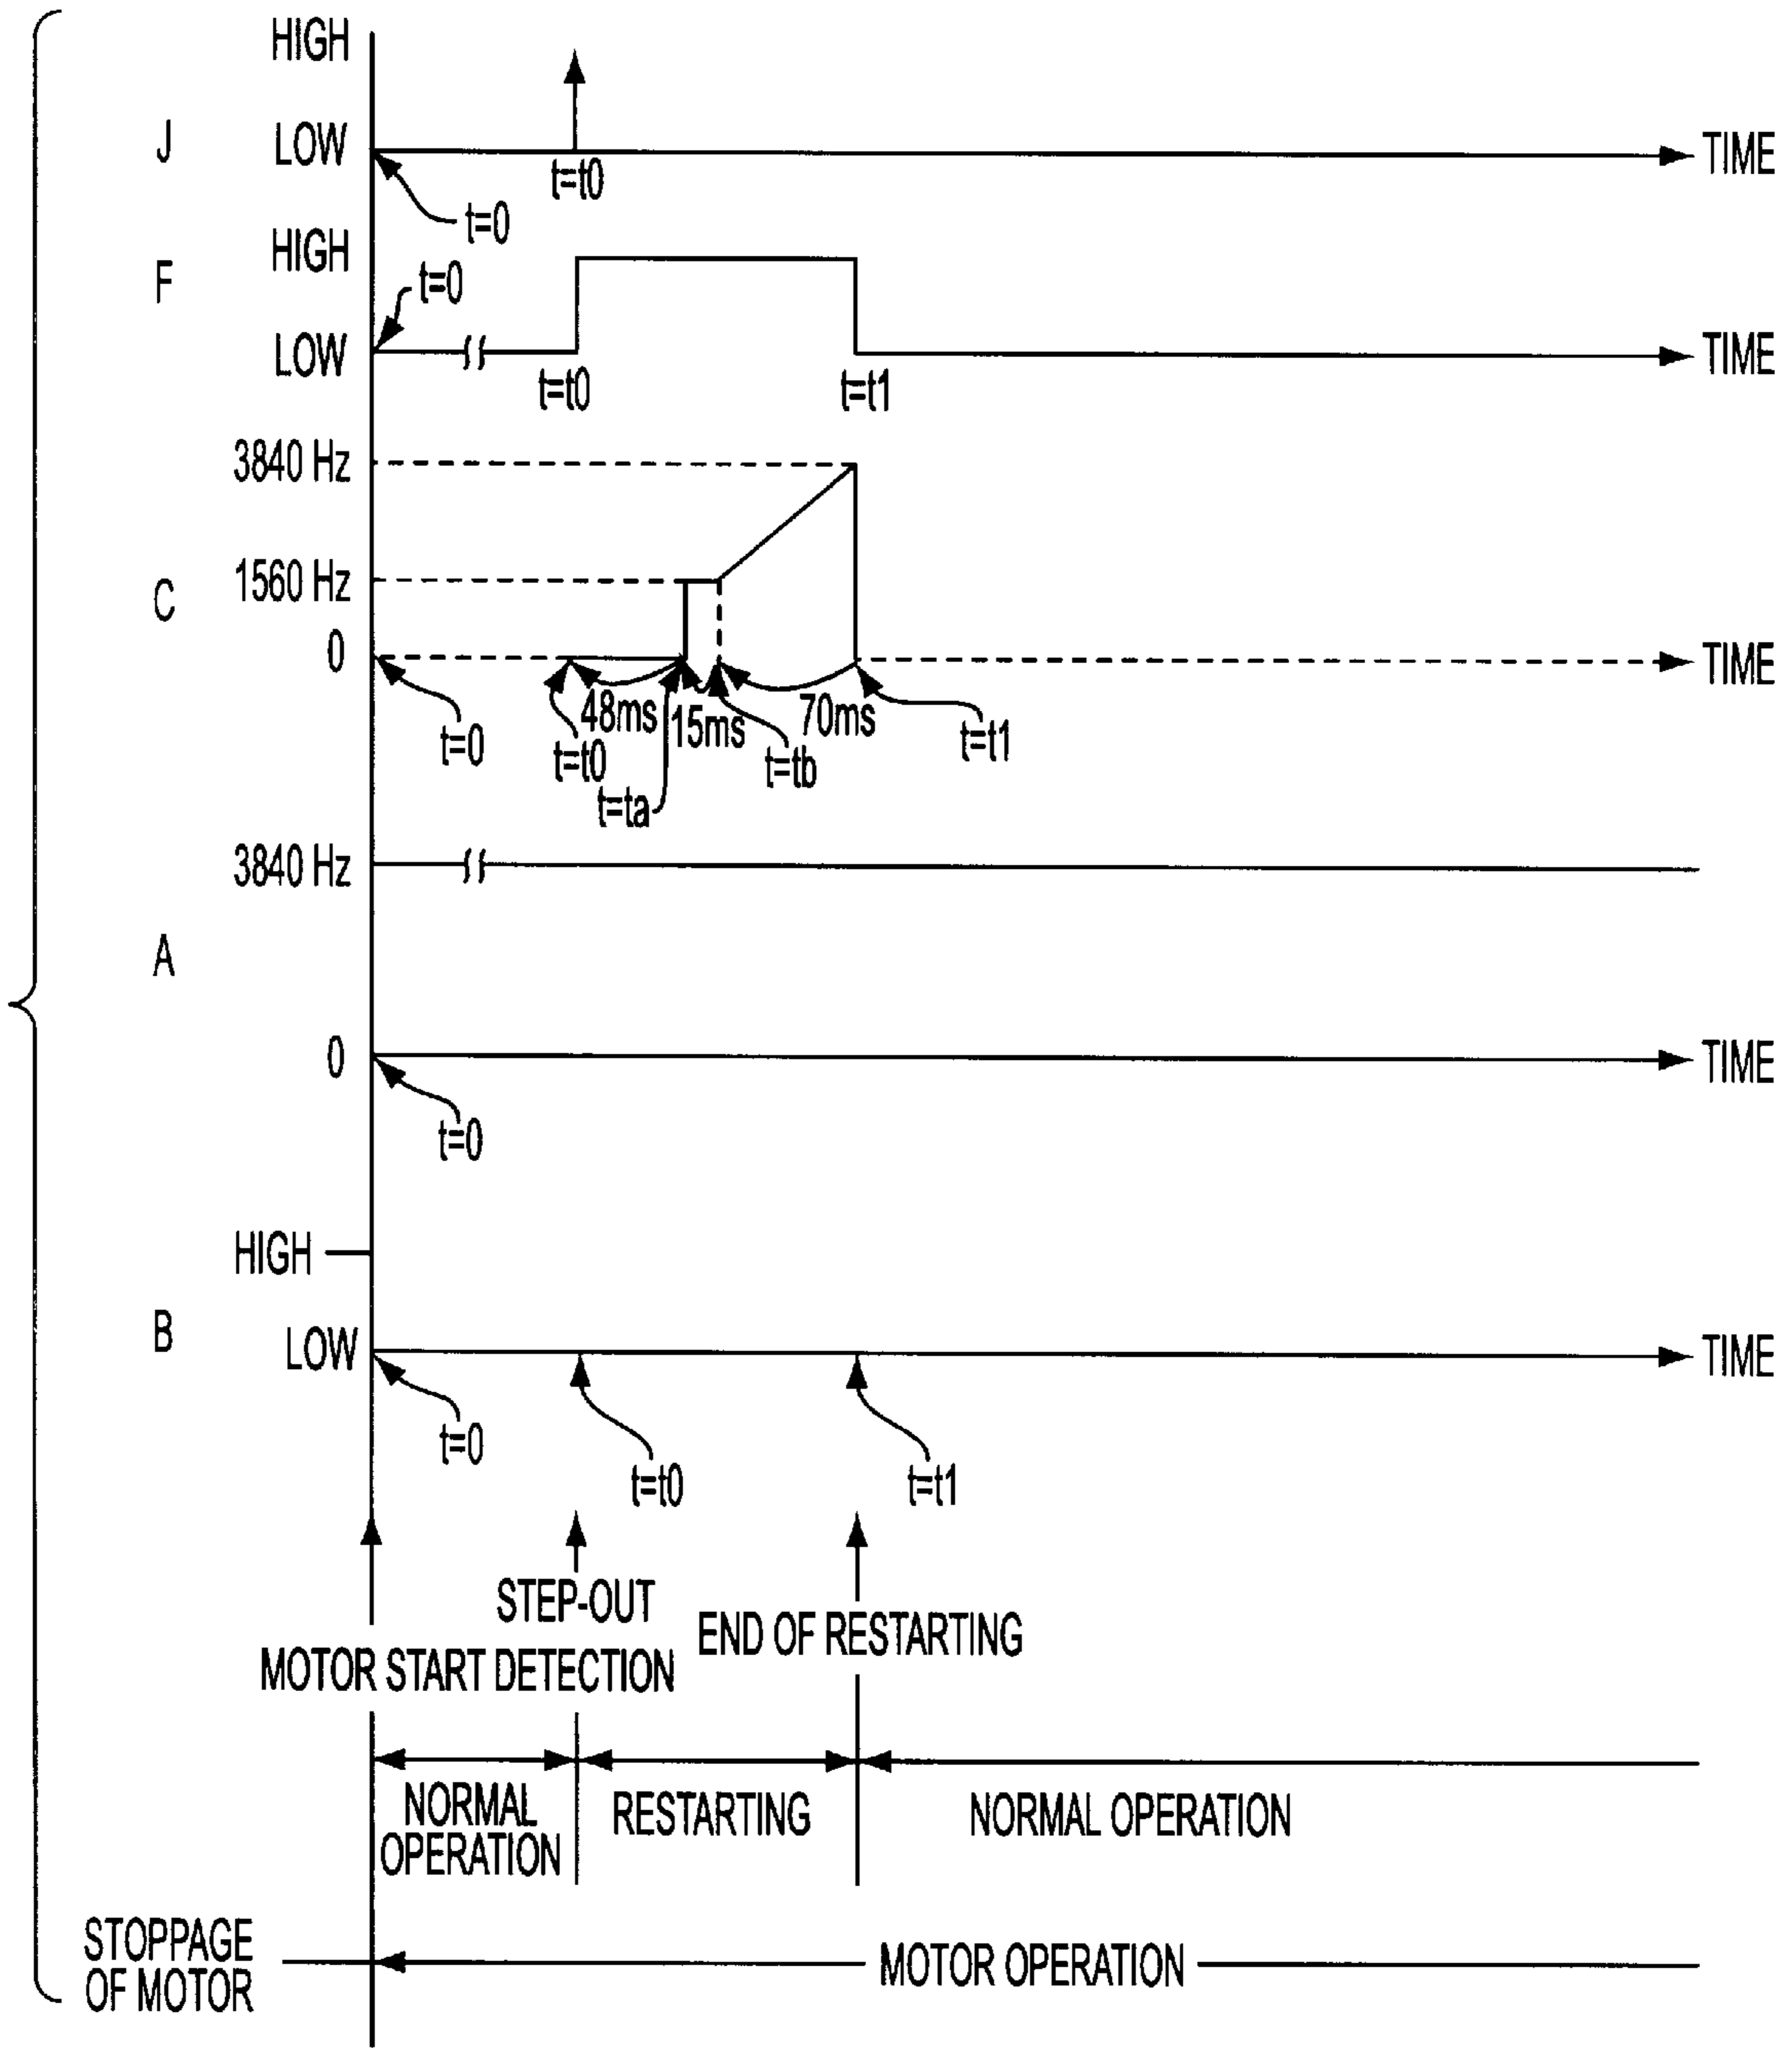 HIGH
J
LOW
TIME
t=t0
t=0
HIGH
F
t=0
LOW
TIME
t=t0
t=t1
3840 Hz
1560 Hz
C
0
TIME
48ms
15ms
70ms
t=0
t=t0
t=tb
t=t1
t=ta
3840 Hz
A
0
TIME
t=0
HIGH
B
LOW
TIME
t=0
t=t0
t=t1
STEP-OUT
END OF RESTARTING
MOTOR START DETECTION
NORMAL
OPERATION
RESTARTING
NORMAL OPERATION
STOPPAGE
OF MOTOR
MOTOR OPERATION